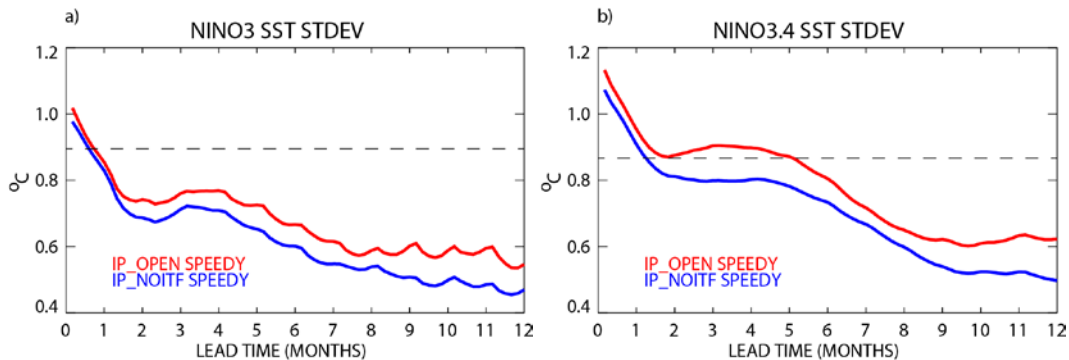 a)
NINO3 SST STDEV
1.2
1.0
0.8
0.6
0.4
°C
IP_OPEN SPEEDY
IP_NOITF SPEEDY
0 1 2 3 4 5 6 7 8 9 10 11 12
LEAD TIME (MONTHS)
b)
NINO3.4 SST STDEV
1.2
1.0
0.8
0.6
0.4
°C
IP_OPEN SPEEDY
IP_NOITF SPEEDY
0 1 2 3 4 5 6 7 8 9 10 11 12
LEAD TIME (MONTHS)